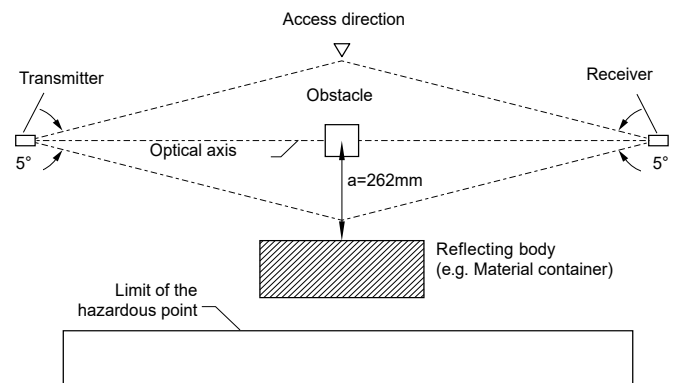 Access direction
Transmitter
Receiver
Obstacle
Optical axis
5°
5°
a=262mm
Reflecting body
(e.g. Material container)
Limit of the
hazardous point